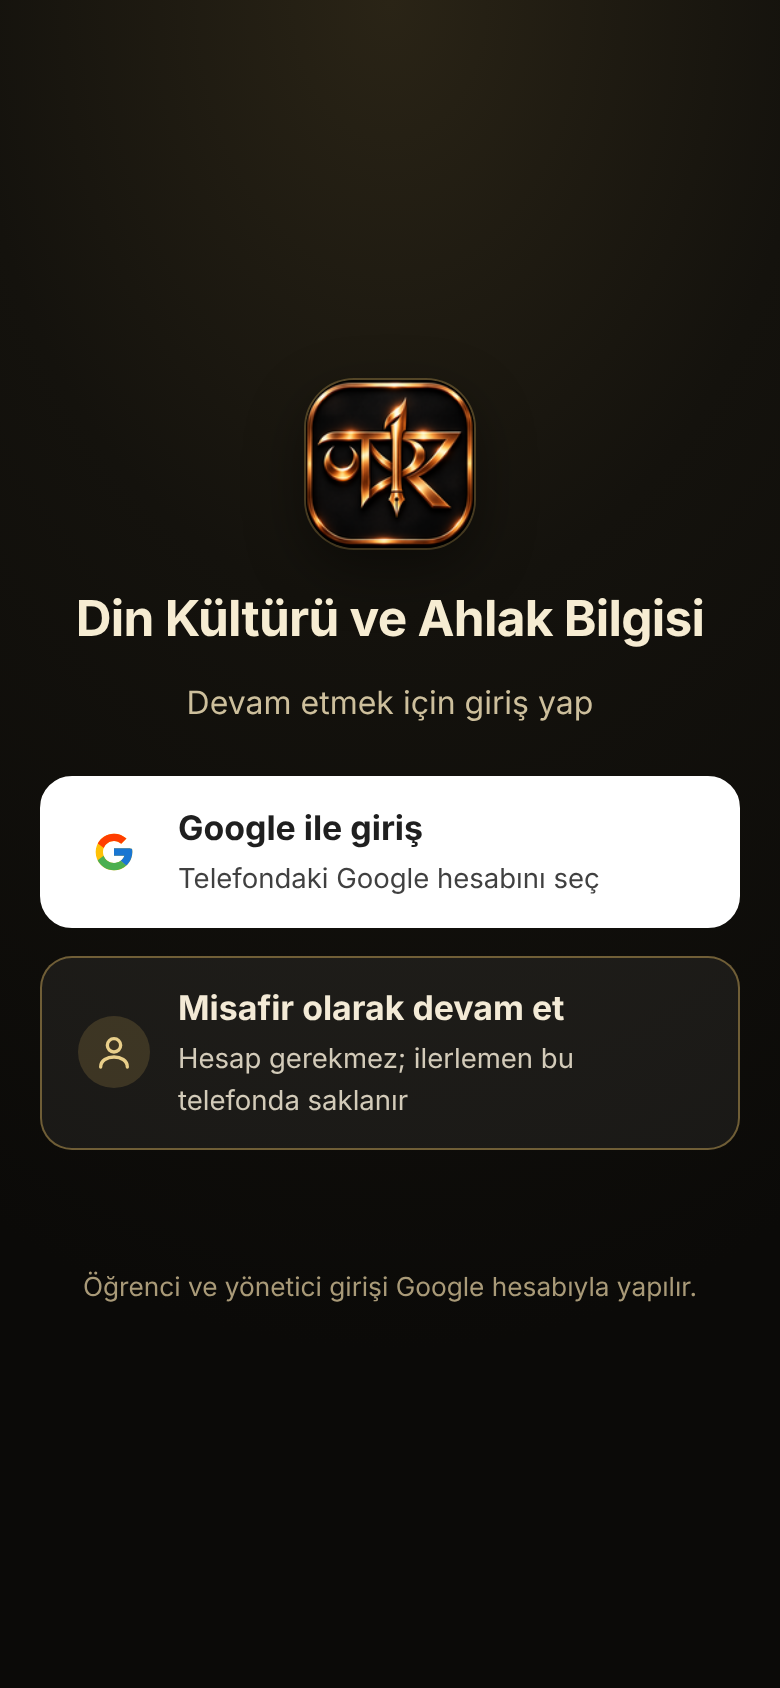 Din Kültürü ve Ahlak Bilgisi
Devam etmek için giriş yap
Google ile giriş
Telefondaki Google hesabını seç
Misafir olarak devam et
Hesap gerekmez; ilerlemen bu
telefonda saklanır
Öğrenci ve yönetici girişi Google hesabıyla yapılır.